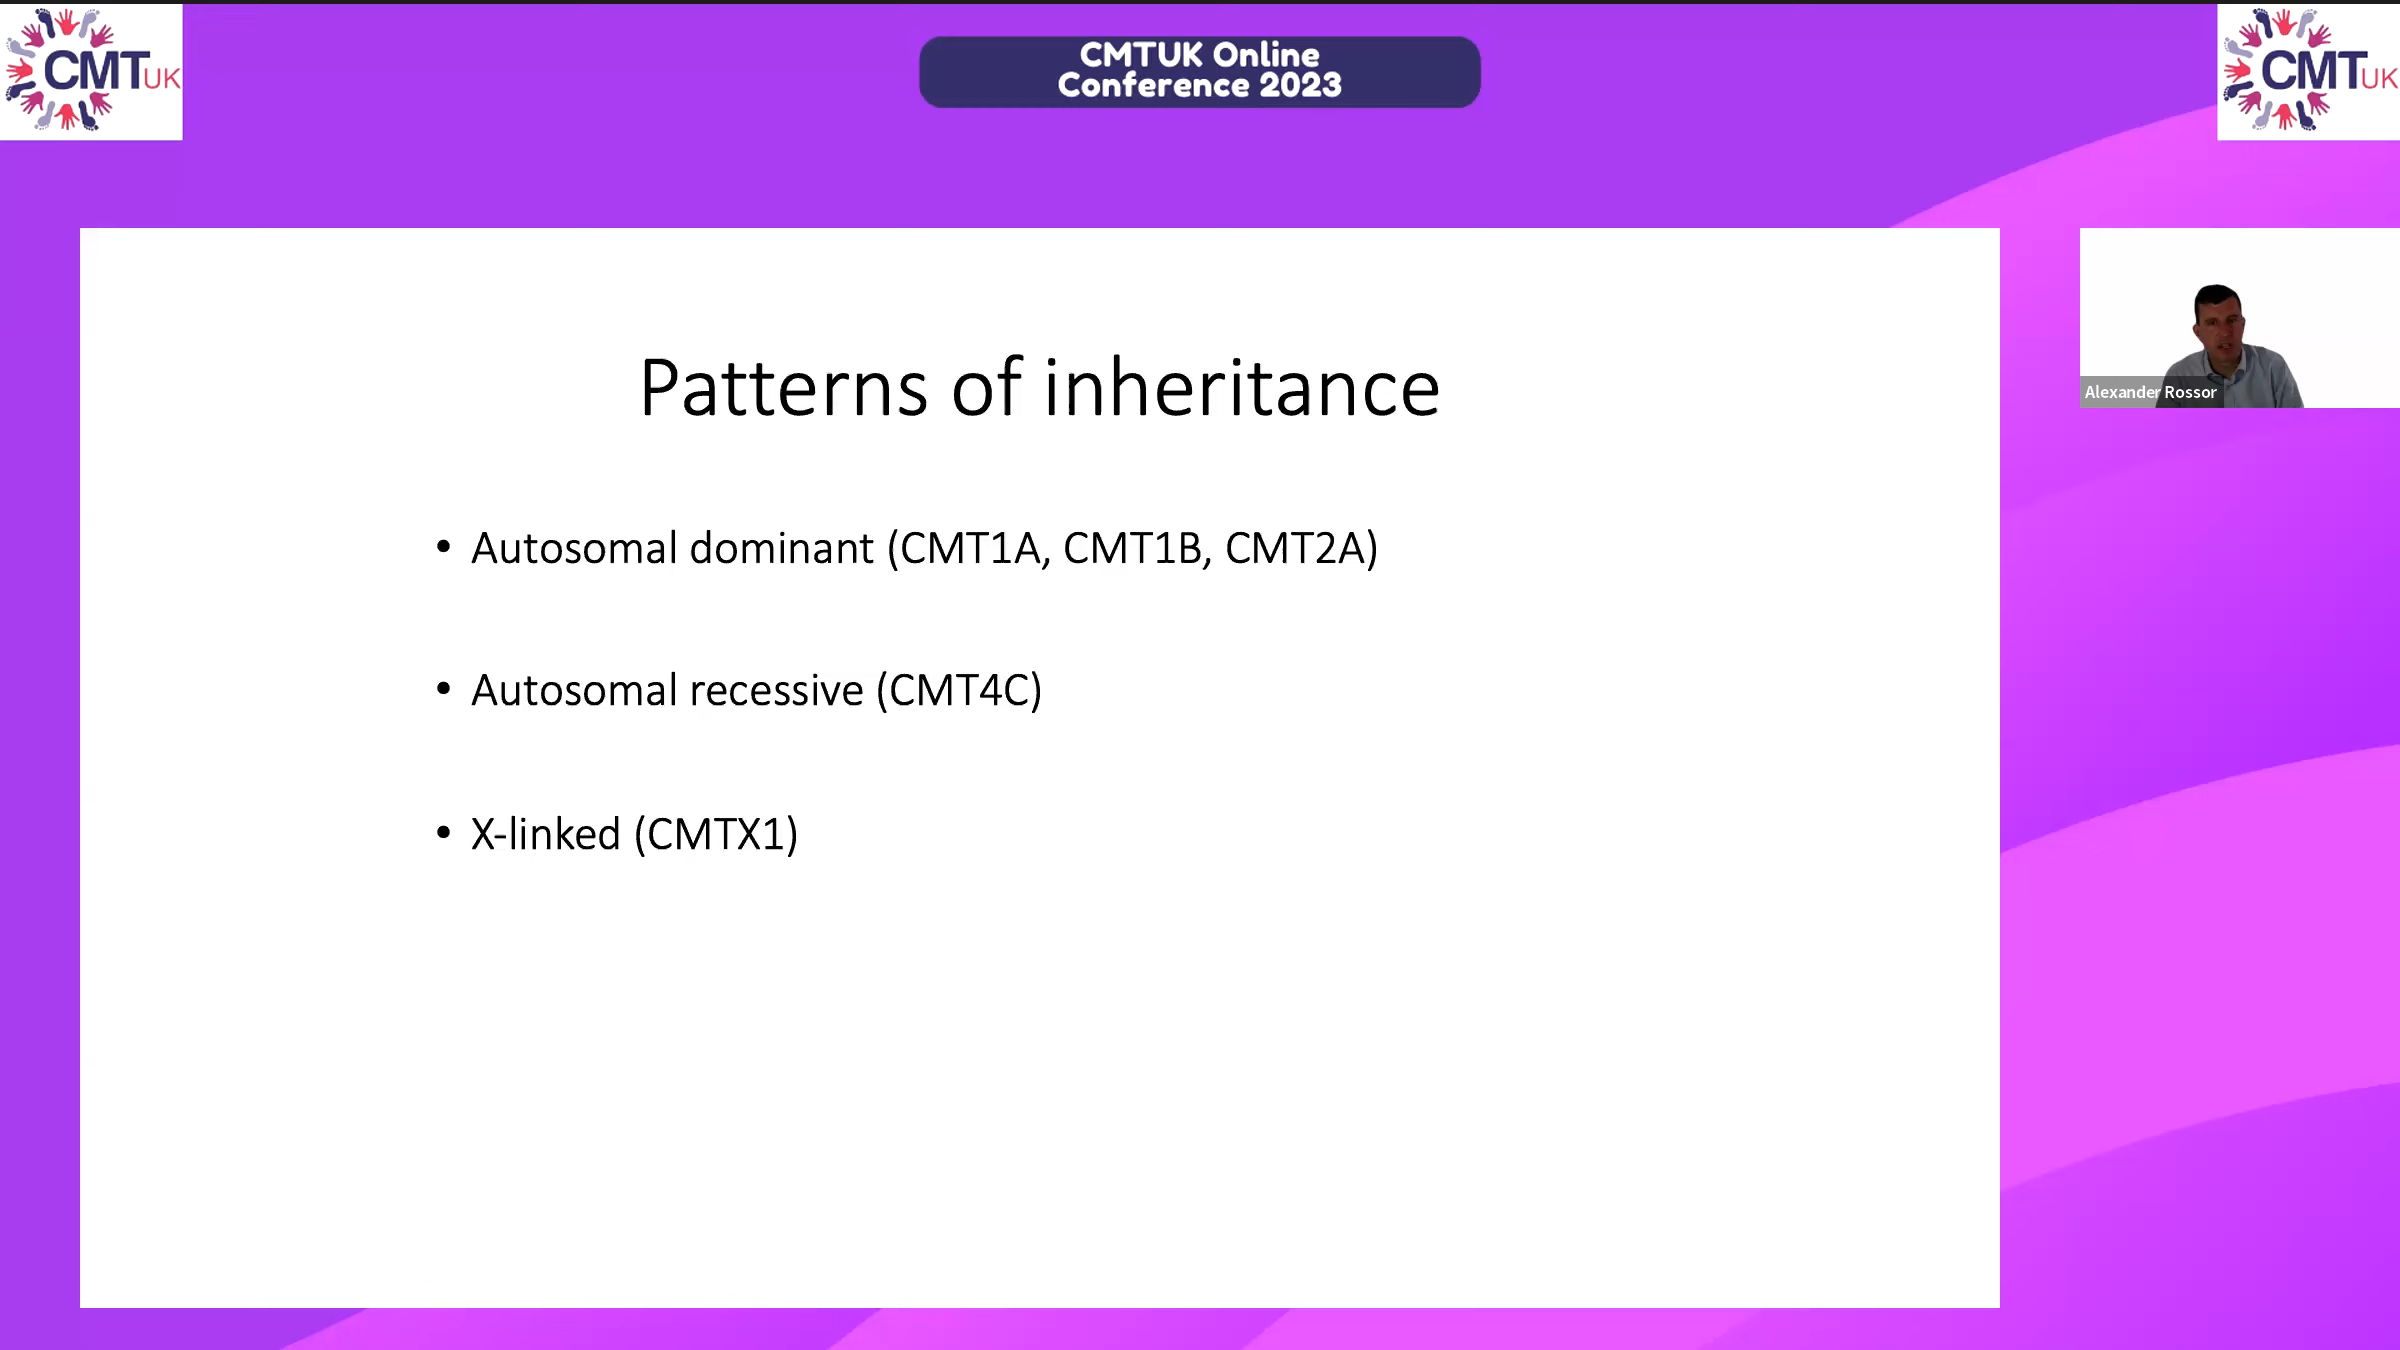 CMTUK
CMTUK Online
Conference 2023
CMTUK
Patterns of inheritance
Alexander Rossor
• Autosomal dominant (CMT1A, CMT1B, CMT2A)
• Autosomal recessive (CMT4C)
• X-linked (CMTX1)